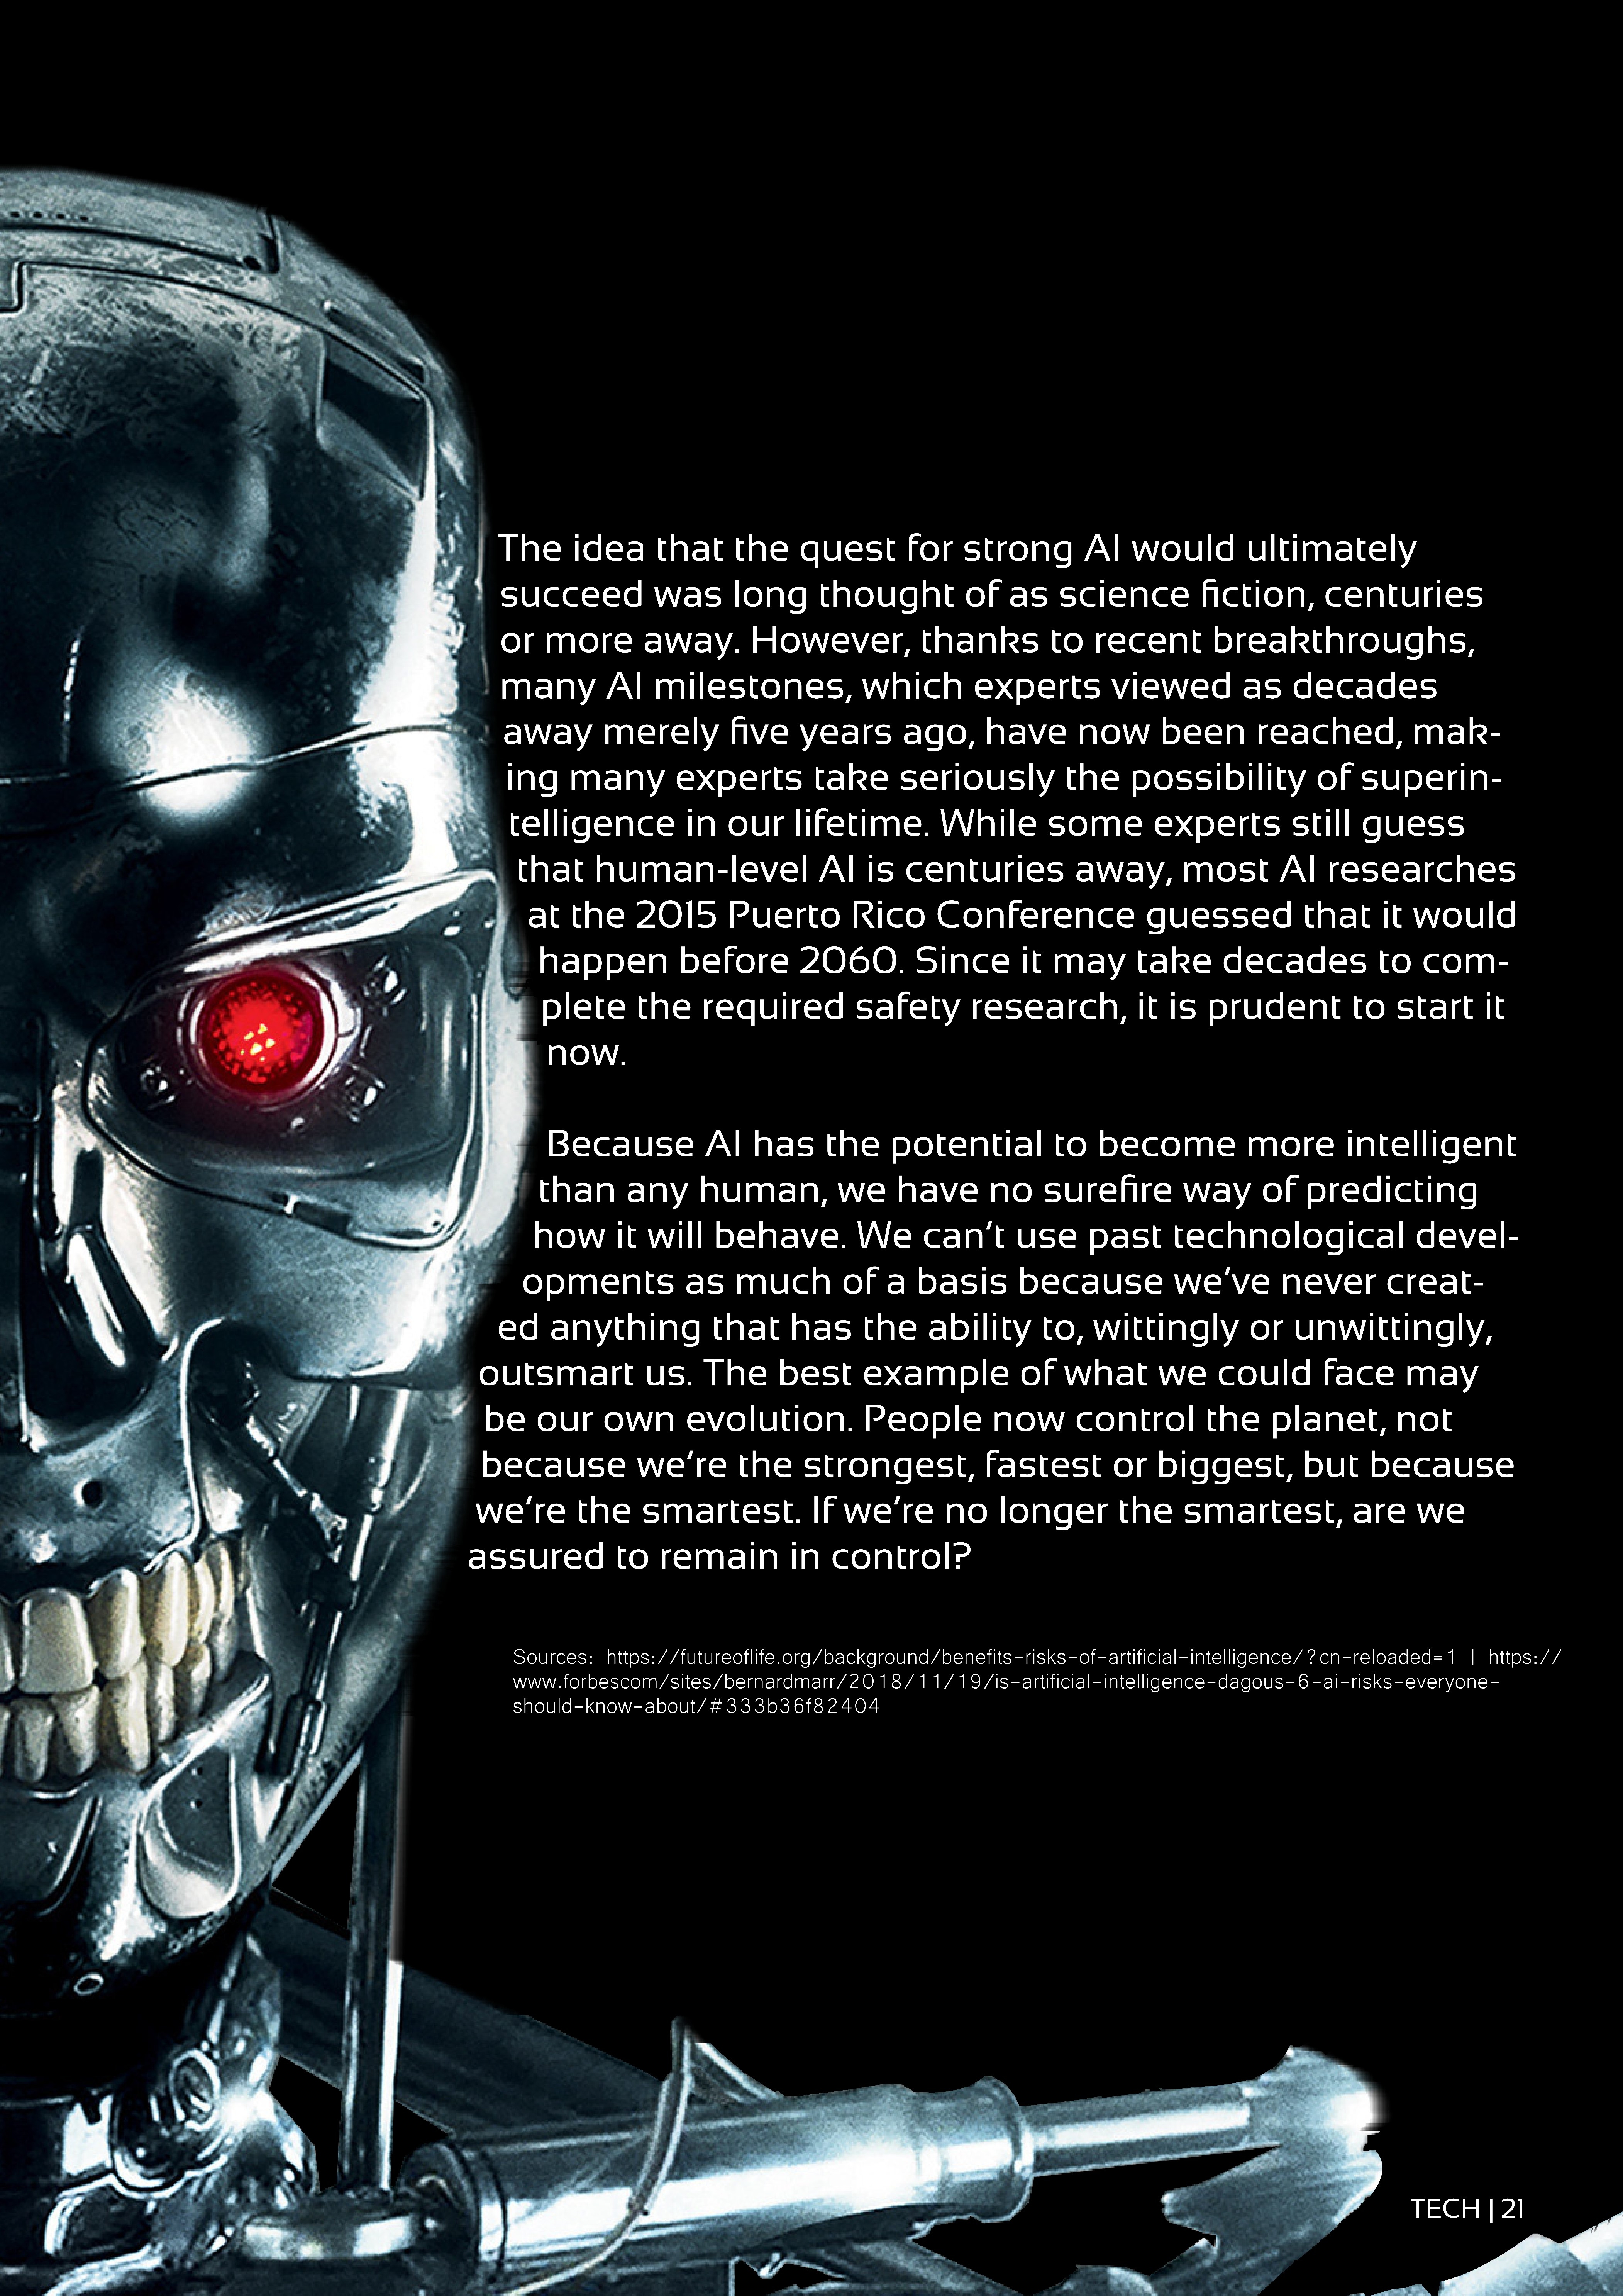 The idea that the quest for strong AI would ultimately
succeed was long thought of as science fiction, centuries
or more away. However, thanks to recent breakthroughs,
many AI milestones, which experts viewed as decades
away merely five years ago, have now been reached, mak-
ing many experts take seriously the possibility of superin-
telligence in our lifetime. While some experts still guess
that human-level AI is centuries away, most AI researches
at the 2015 Puerto Rico Conference guessed that it would
happen before 2060. Since it may take decades to com-
plete the required safety research, it is prudent to start it
now.
Because AI has the potential to become more intelligent
than any human, we have no surefire way of predicting
how it will behave. We can’t use past technological devel-
opments as much of a basis because we’ve never creat-
ed anything that has the ability to, wittingly or unwittingly,
outsmart us. The best example of what we could face may
be our own evolution. People now control the planet, not
because we’re the strongest, fastest or biggest, but because
we’re the smartest. If we’re no longer the smartest, are we
assured to remain in control?
Sources: https://futureoflife.org/background/benefits-risks-of-artificial-intelligence/?cn-reloaded=1 | https://
www.forbescom/sites/bernardmarr/2018/11/19/is-artificial-intelligence-dagous-6-ai-risks-everyone-
should-know-about/#333b36f82404
TECH | 21